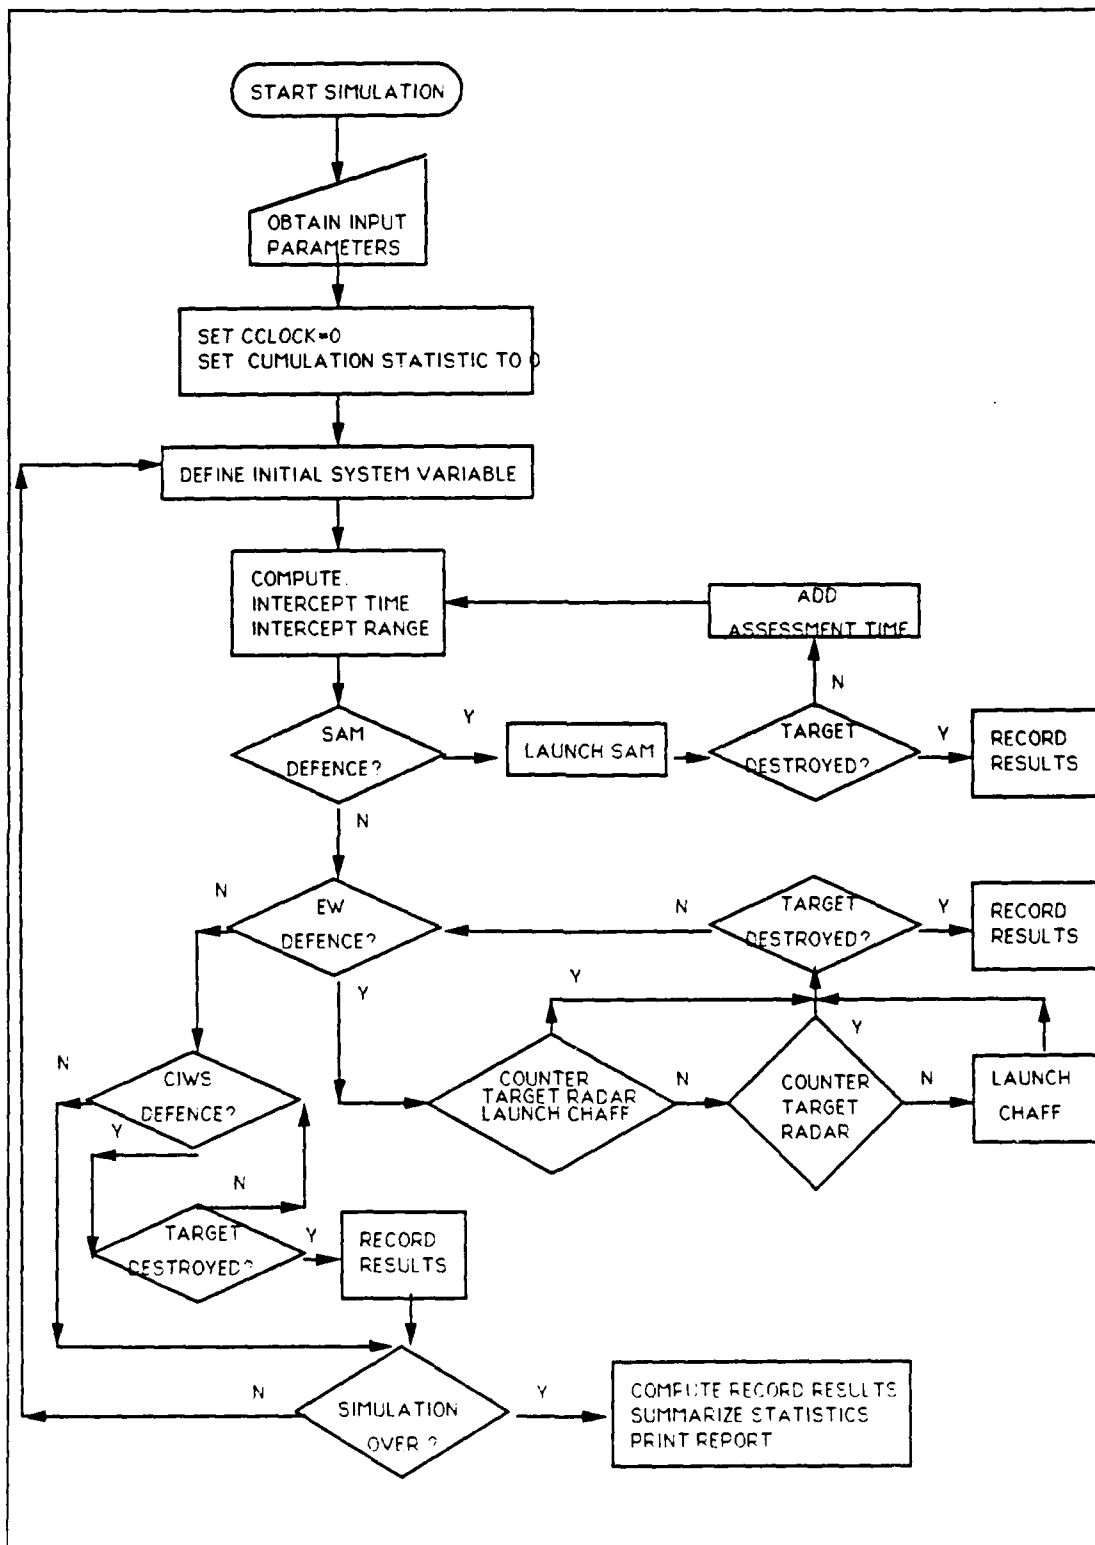 START SIMULATION
OBTAIN INPUT
PARAMETERS
SET CCLOCK=0
SET CUMULATION STATISTIC TO 0
DEFINE INITIAL SYSTEM VARIABLE
COMPUTE.
INTERCEPT TIME
INTERCEPT RANGE
ADD
ASSESSMENT TIME
N
SAM
DEFENCE?
Y
LAUNCH SAM
TARGET
DESTROYED?
Y
RECORD
RESULTS
N
N
EW
DEFENCE?
N
TARGET
DESTROYED?
Y
RECORD
RESULTS
Y
Y
Y
N
CIWS
DEFENCE?
COUNTER
TARGET RADAR
LAUNCH CHAFF
N
COUNTER
TARGET
RADAR
N
LAUNCH
CHAFF
Y
N
TARGET
DESTROYED?
Y
RECORD
RESULTS
N
SIMULATION
OVER ?
Y
COMPUTE RECORD RESULTS
SUMMARIZE STATISTICS
PRINT REPORT